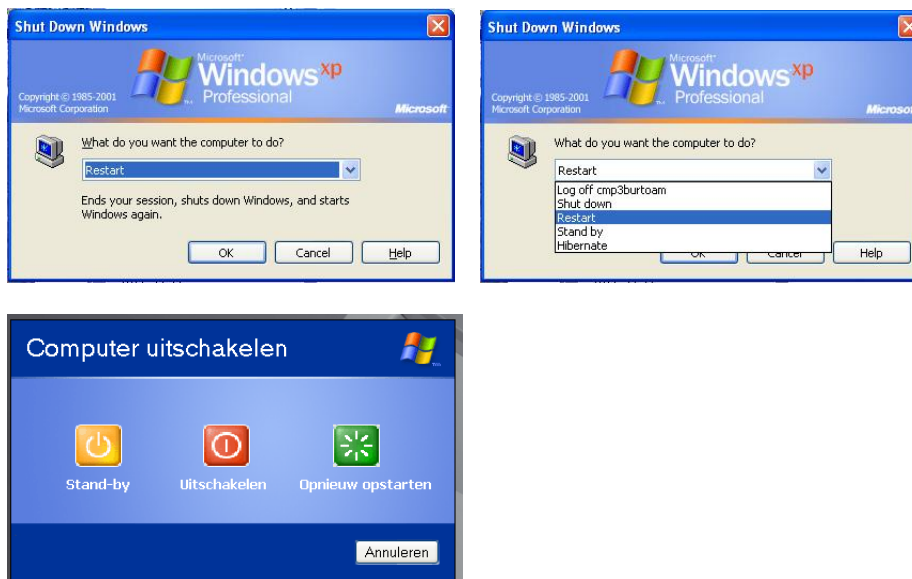 Shut Down Windows
Microsoft®
Windows xp
Professional
Copyright © 1985-2001
Microsoft Corporation
Microsoft
What do you want the computer to do?
Restart
Ends your session, shuts down Windows, and starts
Windows again.
OK
Cancel
Help
Shut Down Windows
Microsoft®
Windows xp
Professional
Copyright © 1985-2001
Microsoft Corporation
Microsoft
What do you want the computer to do?
Restart
Log off cmp3burtoam
Shut down
Restart
Stand by
Hibernate
OK
Cancel
Help
Computer uitschakelen
Stand-by
Uitschakelen
Opnieuw opstarten
Annuleren